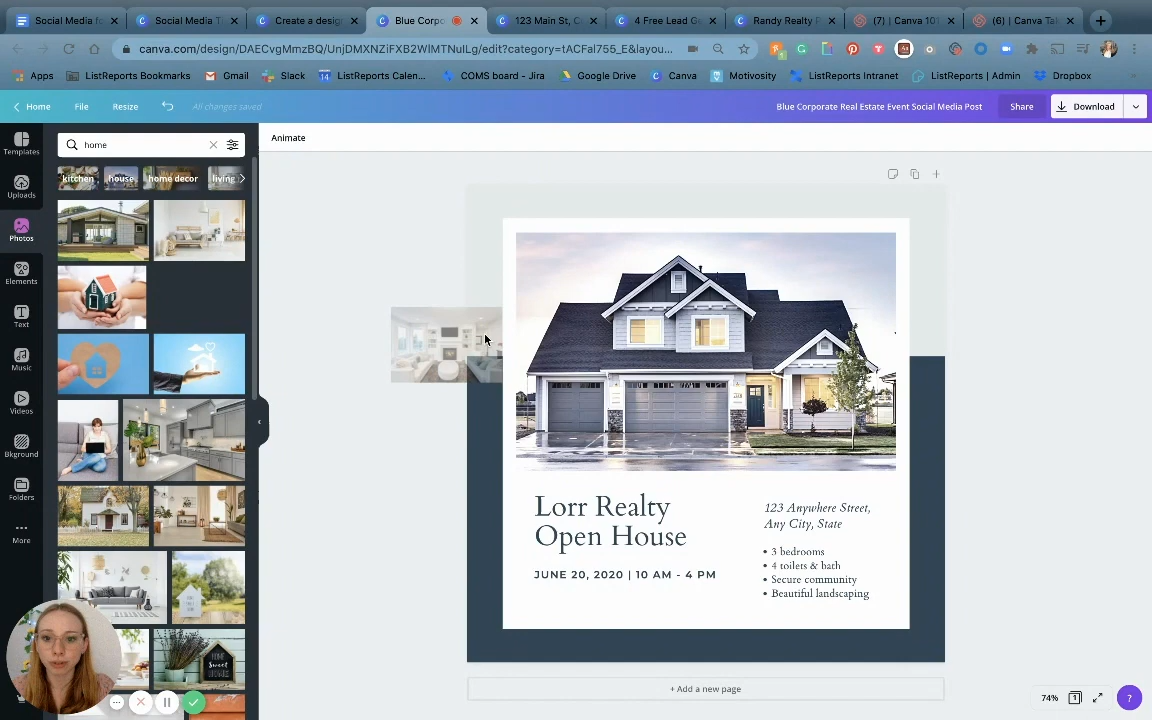 Social Media fo
Social Media T
Create a design
Blue Corpo
123 Main St, C
4 Free Lead G
Randy Realty P
(7) | Canva 101
(6) | Canva Ta
canva.com/design/DAECvgMmzBQ/UnjDMXNZiFXB2WlMTNuILg/edit?category=tACFal755_E&layou...
Apps
ListReports Bookmarks
Gmail
Slack
ListReports Calen...
COMS board - Jira
Google Drive
Canva
Motivosity
ListReports Intranet
ListReports | Admin
Dropbox
Home
File
Resize
All changes saved
Blue Corporate Real Estate Event Social Media Post
Share
Download
Templates
Uploads
Photos
Elements
Text
Music
Videos
Bkground
Folders
More
home
kitchen
house
home decor
living
Animate
Lorr Realty
Open House
JUNE 20, 2020 | 10 AM - 4 PM
123 Anywhere Street,
Any City, State
• 3 bedrooms
• 4 toilets & bath
• Secure community
• Beautiful landscaping
+ Add a new page
74%
1
?